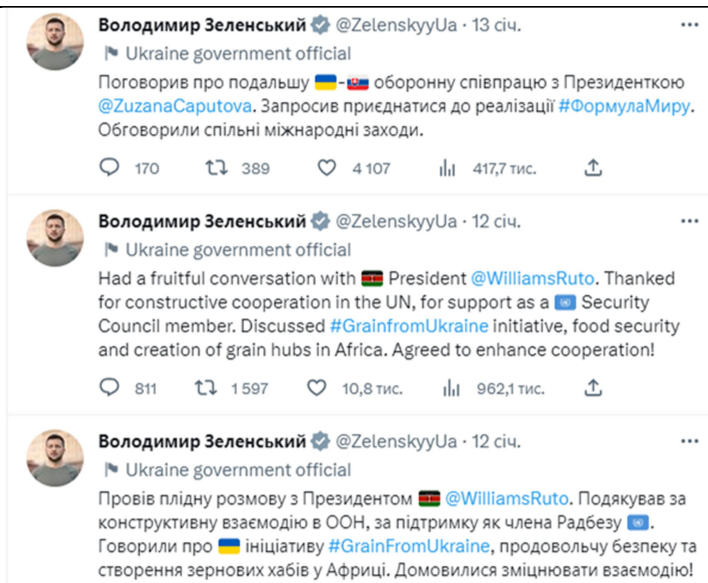 Володимир Зеленський @ZelenskyyUa · 13 січ.
Ukraine government official
Поговорив про подальшу 🇺🇦-🇸🇰 оборонну співпрацю з Президенткою
@ZuzanaCaputova. Запросив приєднатися до реалізації #ФормулаМиру.
Обговорили спільні міжнародні заходи.
170 389 4 107 417,7 тис.
Володимир Зеленський @ZelenskyyUa · 12 січ.
Ukraine government official
Had a fruitful conversation with 🇰🇪 President @WilliamsRuto. Thanked
for constructive cooperation in the UN, for support as a 🇺🇳 Security
Council member. Discussed #GrainfromUkraine initiative, food security
and creation of grain hubs in Africa. Agreed to enhance cooperation!
811 1 597 10,8 тис. 962,1 тис.
Володимир Зеленський @ZelenskyyUa · 12 січ.
Ukraine government official
Провів плідну розмову з Президентом 🇰🇪 @WilliamsRuto. Подякував за
конструктивну взаємодію в ООН, за підтримку як члена Радбезу 🇺🇳.
Говорили про 🇺🇦 ініціативу #GrainFromUkraine, продовольчу безпеку та
створення зернових хабів у Африці. Домовилися зміцнювати взаємодію!